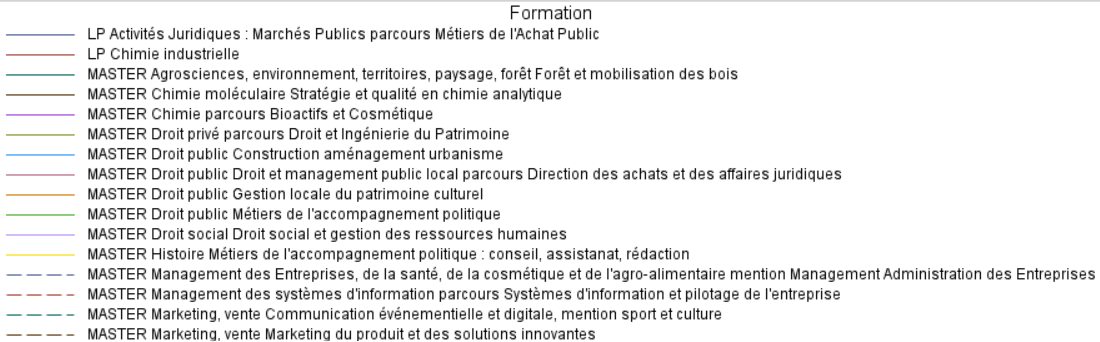 Formation
LP Activités Juridiques : Marchés Publics parcours Métiers de l'Achat Public
LP Chimie industrielle
MASTER Agrosciences, environnement, territoires, paysage, forêt Forêt et mobilisation des bois
MASTER Chimie moléculaire Stratégie et qualité en chimie analytique
MASTER Chimie parcours Bioactifs et Cosmétique
MASTER Droit privé parcours Droit et Ingénierie du Patrimoine
MASTER Droit public Construction aménagement urbanisme
MASTER Droit public Droit et management public local parcours Direction des achats et des affaires juridiques
MASTER Droit public Gestion locale du patrimoine culturel
MASTER Droit public Métiers de l'accompagnement politique
MASTER Droit social Droit social et gestion des ressources humaines
MASTER Histoire Métiers de l'accompagnement politique : conseil, assistanat, rédaction
MASTER Management des Entreprises, de la santé, de la cosmétique et de l'agro-alimentaire mention Management Administration des Entreprises
MASTER Management des systèmes d'information parcours Systèmes d'information et pilotage de l'entreprise
MASTER Marketing, vente Communication événementielle et digitale, mention sport et culture
MASTER Marketing, vente Marketing du produit et des solutions innovantes